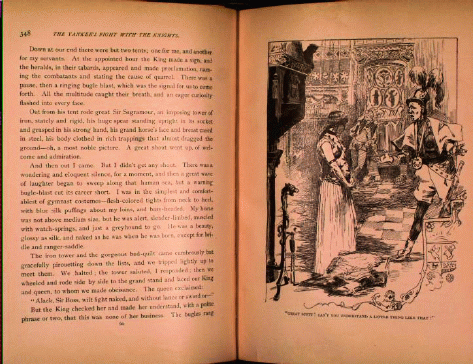 348 THE YANKEE'S FIGHT WITH THE KNIGHTS.
Down at our end there were but two tents; one for me, and another
for my servants. At the appointed hour the King made a sign, and
the heralds, in their tabards, appeared and made proclamation, nam-
ing the combatants and stating the cause of quarrel. There was a
pause, then a ringing bugle blast, which was the signal for us to come
forth. All the multitude caught their breath, and an eager curiosity
flashed into every face.
Out from his tent rode great Sir Sagramour, an imposing tower of
iron, stately and rigid, his huge spear standing upright in its socket
and grasped in his strong hand, his grand horse's face and breast cased
in steel, his body clothed in rich trappings that almost dragged the
ground—oh, a most noble picture. A great shout went up, of wel-
come and admiration.
And then out I came. But I didn't get any shout. There was a
wondering and eloquent silence, for a moment, then a great wave
of laughter began to sweep along that human sea, but a warning
bugle-blast cut its career short. I was in the simplest and comfort-
ablest of gymnast costumes—flesh-colored tights from neck to heel,
with blue silk puffings about my loins, and bare-headed. My horse
was not above medium size, but he was alert, slender-limbed, muscled
with watch-springs, and just a greyhound to go. He was a beauty,
glossy as silk, and naked as he was when he was born, except for bri-
dle and ranger-saddle.
The iron tower and the gorgeous bed-quilt came cumbrously but
gracefully pirouetting down the lists, and we tripped lightly up to
meet them. We halted; the tower saluted, I responded; then we
wheeled and rode side by side to the grand stand and faced our King
and queen, to whom we made obeisance. The queen exclaimed:
"Alack, Sir Boss, wilt fight naked, and without lance or sword or—"
But the King checked her and made her understand, with a polite
phrase or two, that this was none of her business. The bugles rang
"GREAT SCOTT! CAN'T YOU UNDERSTAND A LITTLE THING LIKE THAT?"